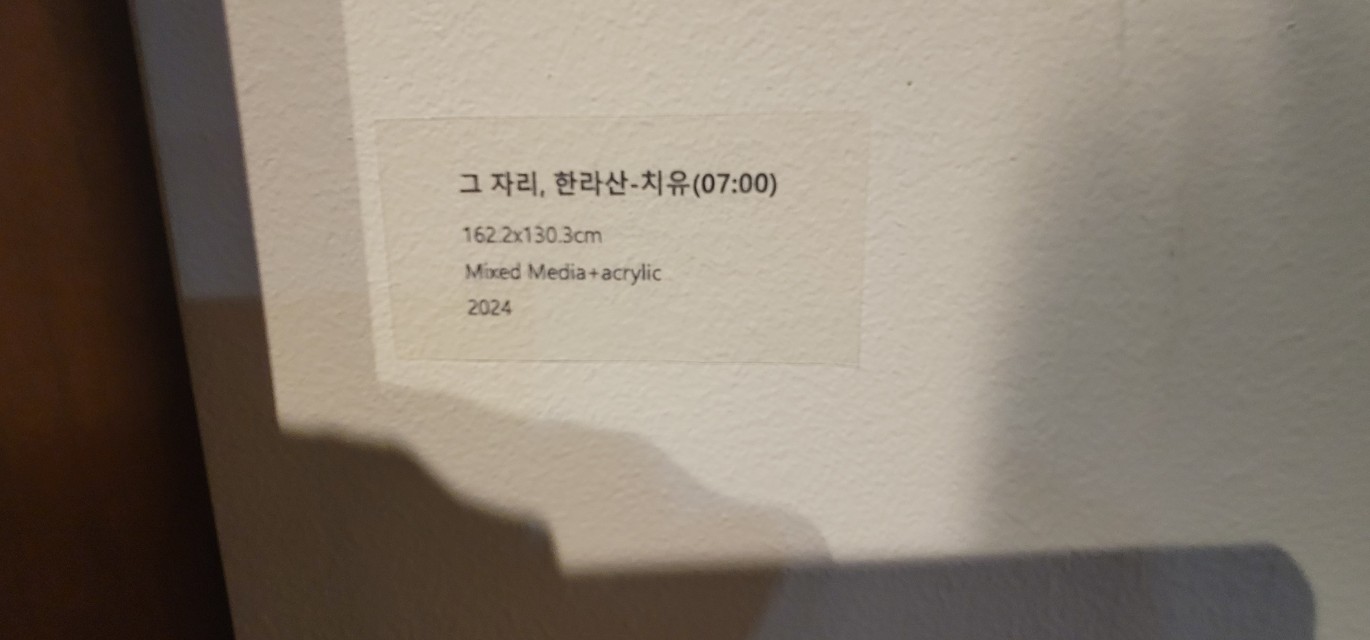 그 자리, 한라산-치유(07:00)
162.2x130.3cm
Mixed Media+acrylic
2024